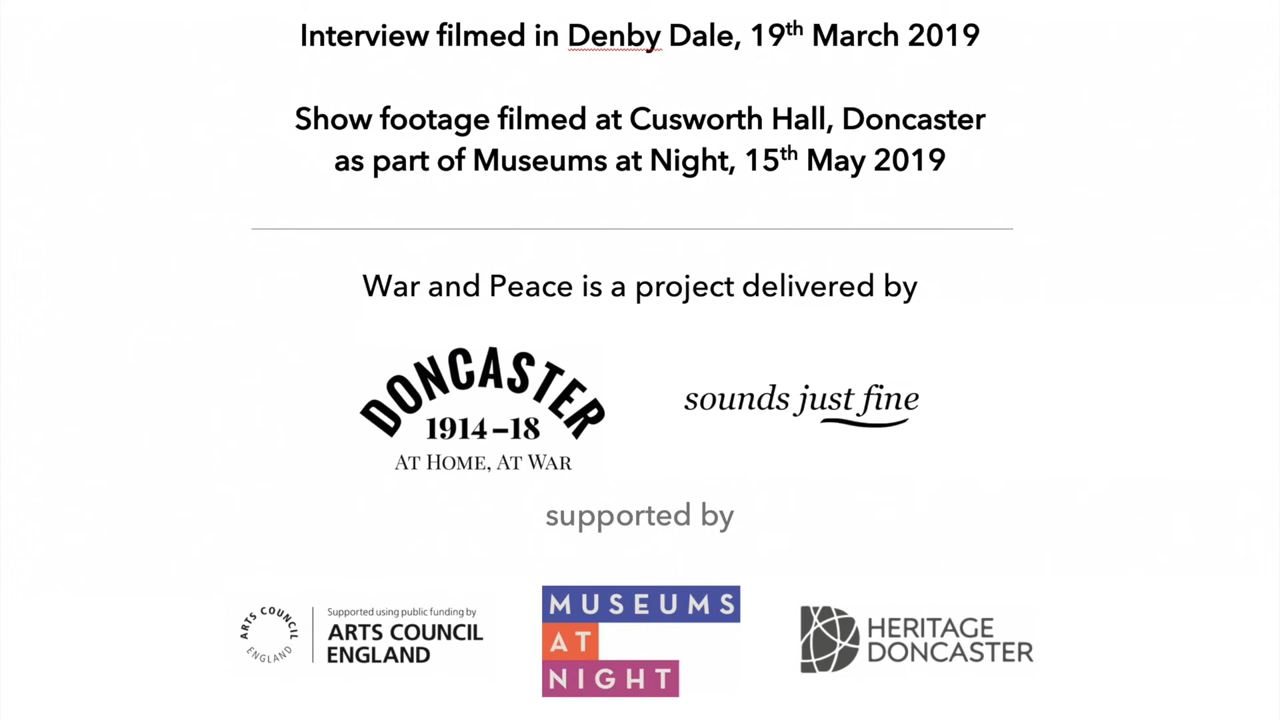 Interview filmed in Denby Dale, 19th March 2019
Show footage filmed at Cusworth Hall, Doncaster
as part of Museums at Night, 15th May 2019
War and Peace is a project delivered by
DONCASTER
1914–18
AT HOME, AT WAR
sounds just fine
supported by
ARTS COUNCIL
ENGLAND
Supported using public funding by
ARTS COUNCIL
ENGLAND
MUSEUMS
AT
NIGHT
HERITAGE
DONCASTER